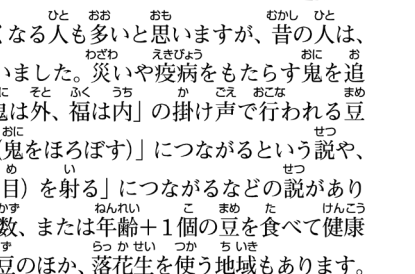 なる人も多いと思いますが、昔の人は、
いました。災いや疫病をもたらす鬼を追
鬼は外、福は内」の掛け声で行われる豆
（鬼をほろぼす）」につながるという説や、
目）を射る」につながるなどの説があり
数、または年齢＋１個の豆を食べて健康
豆のほか、落花生を使う地域もあります。